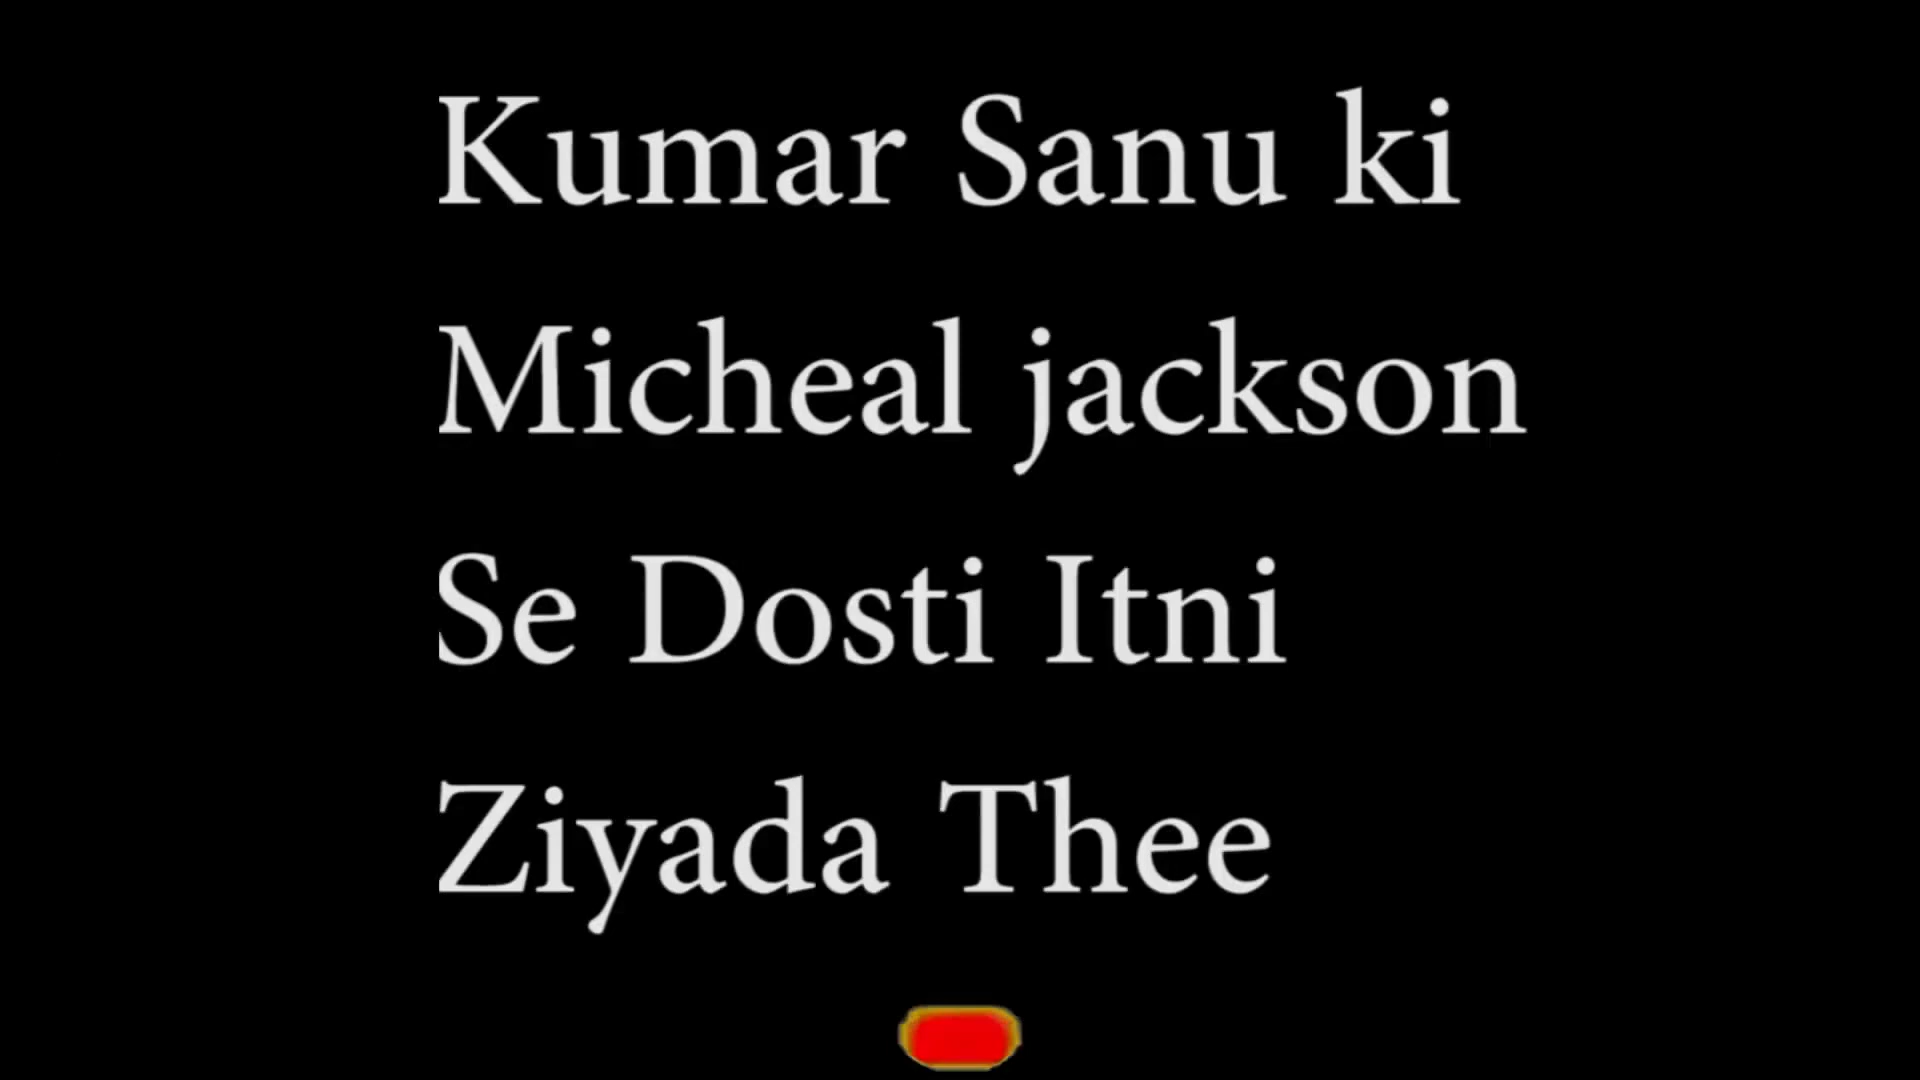 Kumar Sanu ki
Micheal jackson
Se Dosti Itni
Ziyada Thee